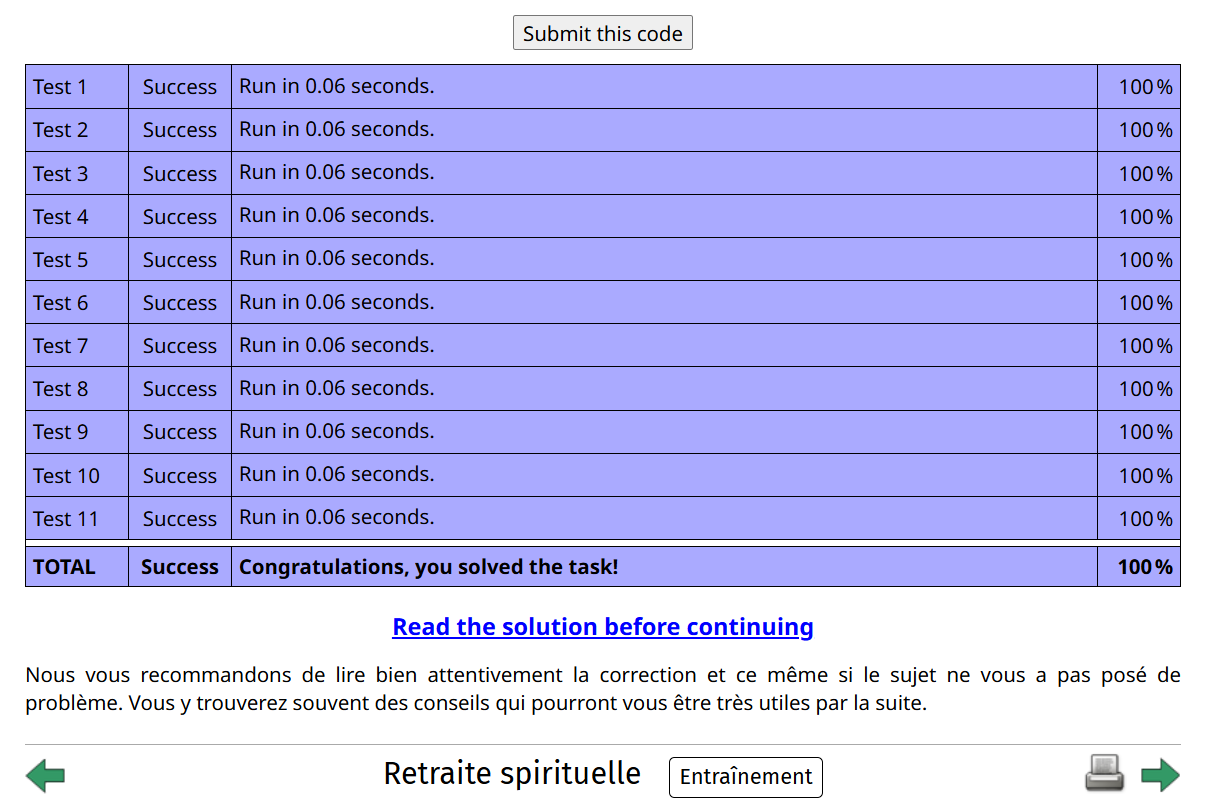 Submit this code
Test 1 Success Run in 0.06 seconds. 100 %
Test 2 Success Run in 0.06 seconds. 100 %
Test 3 Success Run in 0.06 seconds. 100 %
Test 4 Success Run in 0.06 seconds. 100 %
Test 5 Success Run in 0.06 seconds. 100 %
Test 6 Success Run in 0.06 seconds. 100 %
Test 7 Success Run in 0.06 seconds. 100 %
Test 8 Success Run in 0.06 seconds. 100 %
Test 9 Success Run in 0.06 seconds. 100 %
Test 10 Success Run in 0.06 seconds. 100 %
Test 11 Success Run in 0.06 seconds. 100 %
TOTAL Success Congratulations, you solved the task! 100 %
Read the solution before continuing
Nous vous recommandons de lire bien attentivement la correction et ce même si le sujet ne vous a pas posé de
problème. Vous y trouverez souvent des conseils qui pourront vous être très utiles par la suite.
Retraite spirituelle Entraînement